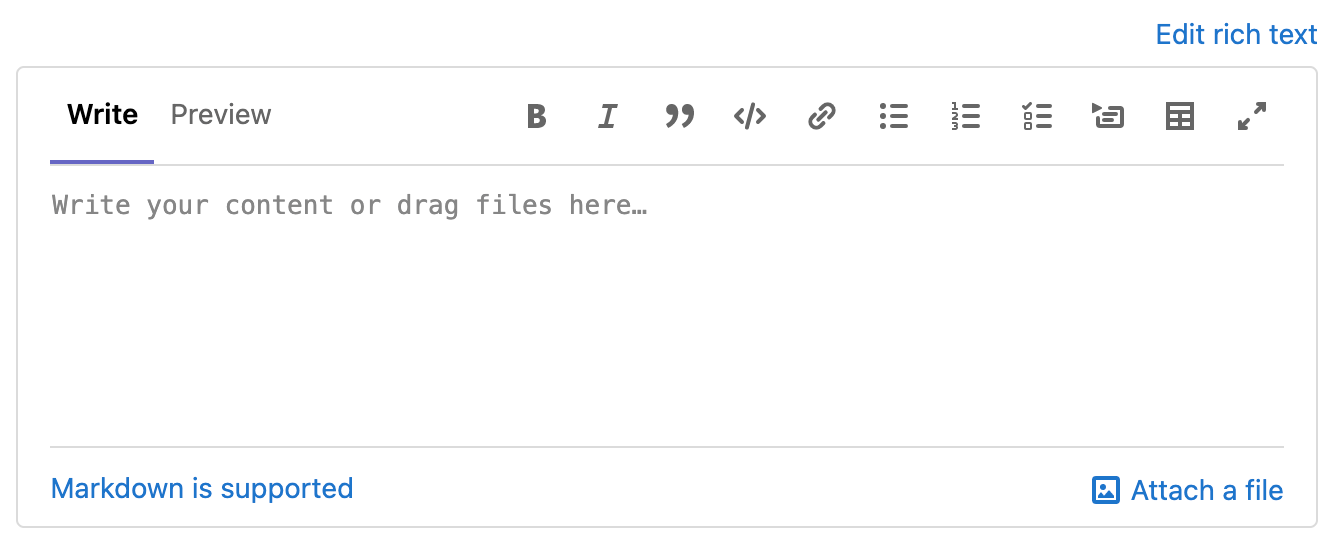 Edit rich text
Write Preview
Write your content or drag files here…
Markdown is supported
Attach a file